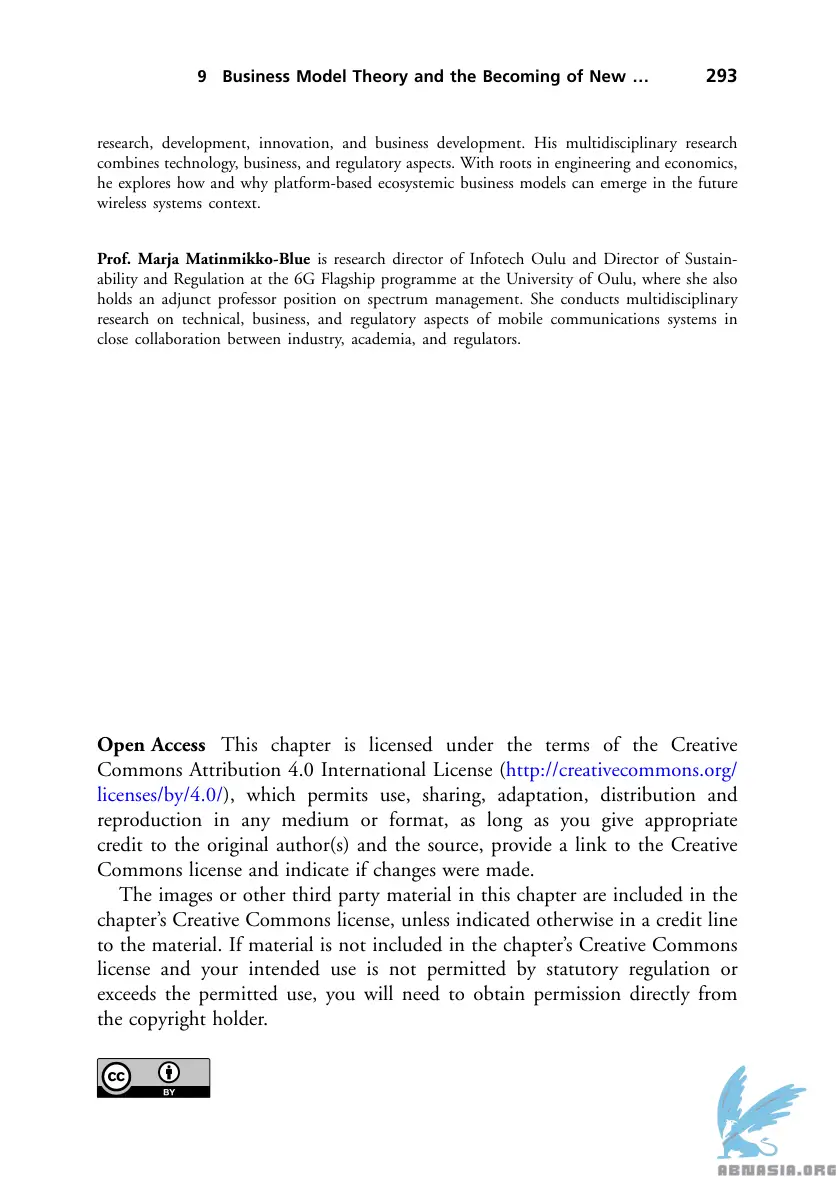 9 Business Model Theory and the Becoming of New … 293
research, development, innovation, and business development. His multidisciplinary research
combines technology, business, and regulatory aspects. With roots in engineering and economics,
he explores how and why platform-based ecosystemic business models can emerge in the future
wireless systems context.
Prof. Marja Matinmikko-Blue is research director of Infotech Oulu and Director of Sustain-
ability and Regulation at the 6G Flagship programme at the University of Oulu, where she also
holds an adjunct professor position on spectrum management. She conducts multidisciplinary
research on technical, business, and regulatory aspects of mobile communications systems in
close collaboration between industry, academia, and regulators.
Open Access This chapter is licensed under the terms of the Creative
Commons Attribution 4.0 International License (http://creativecommons.org/
licenses/by/4.0/), which permits use, sharing, adaptation, distribution and
reproduction in any medium or format, as long as you give appropriate
credit to the original author(s) and the source, provide a link to the Creative
Commons license and indicate if changes were made.
The images or other third party material in this chapter are included in the
chapter’s Creative Commons license, unless indicated otherwise in a credit line
to the material. If material is not included in the chapter’s Creative Commons
license and your intended use is not permitted by statutory regulation or
exceeds the permitted use, you will need to obtain permission directly from
the copyright holder.
cc
BY
ABNASIA.ORG